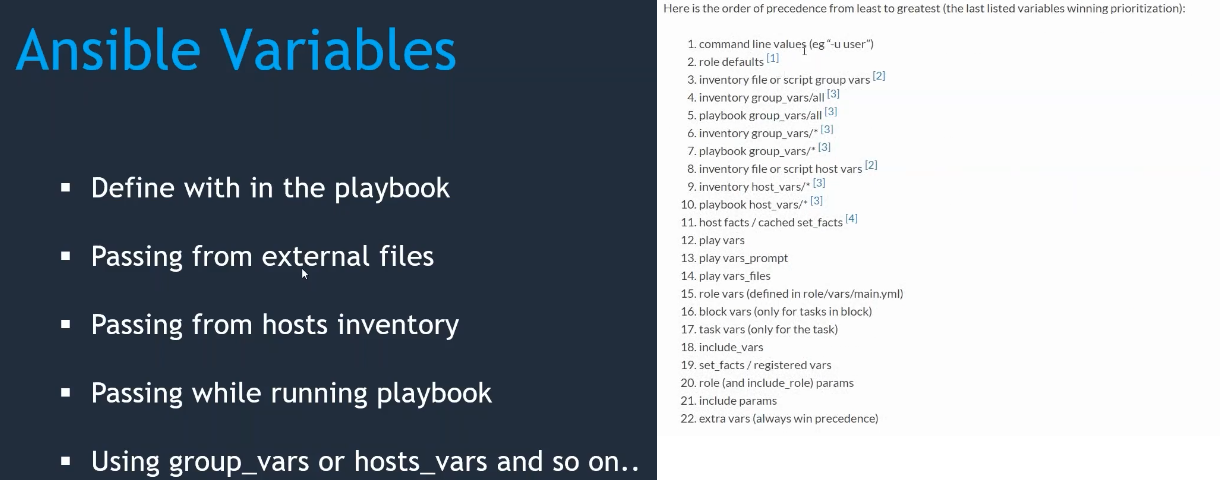 Ansible Variables
▪ Define with in the playbook
▪ Passing from external files
▪ Passing from hosts inventory
▪ Passing while running playbook
▪ Using group_vars or hosts_vars and so on..
Here is the order of precedence from least to greatest (the last listed variables winning prioritization):
1. command line values (eg “-u user”)
2. role defaults [1]
3. inventory file or script group vars [2]
4. inventory group_vars/all [3]
5. playbook group_vars/all [3]
6. inventory group_vars/* [3]
7. playbook group_vars/* [3]
8. inventory file or script host vars [2]
9. inventory host_vars/* [3]
10. playbook host_vars/* [3]
11. host facts / cached set_facts [4]
12. play vars
13. play vars_prompt
14. play vars_files
15. role vars (defined in role/vars/main.yml)
16. block vars (only for tasks in block)
17. task vars (only for the task)
18. include_vars
19. set_facts / registered vars
20. role (and include_role) params
21. include params
22. extra vars (always win precedence)